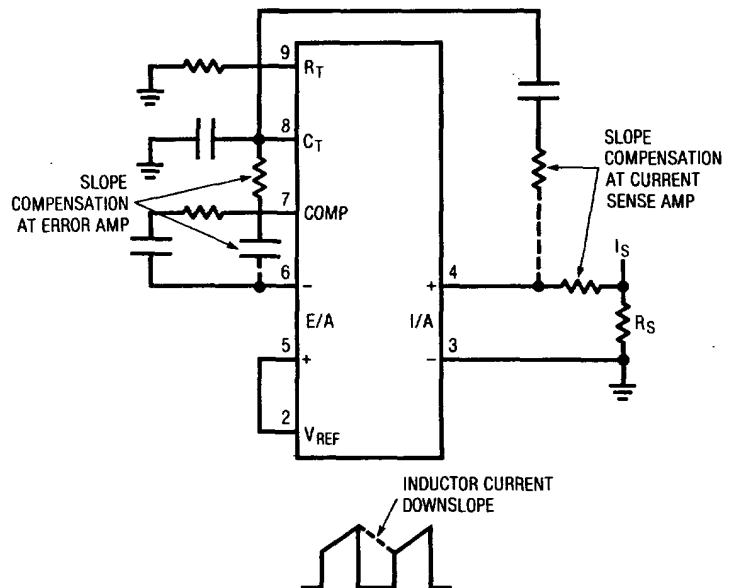 9
R_T
8
C_T
SLOPE
COMPENSATION
AT ERROR AMP
7
COMP
SLOPE
COMPENSATION
AT CURRENT
SENSE AMP
6
−
4
+
I_S
E/A
I/A
R_S
5
+
3
−
2
V_REF
INDUCTOR CURRENT
DOWNSLOPE